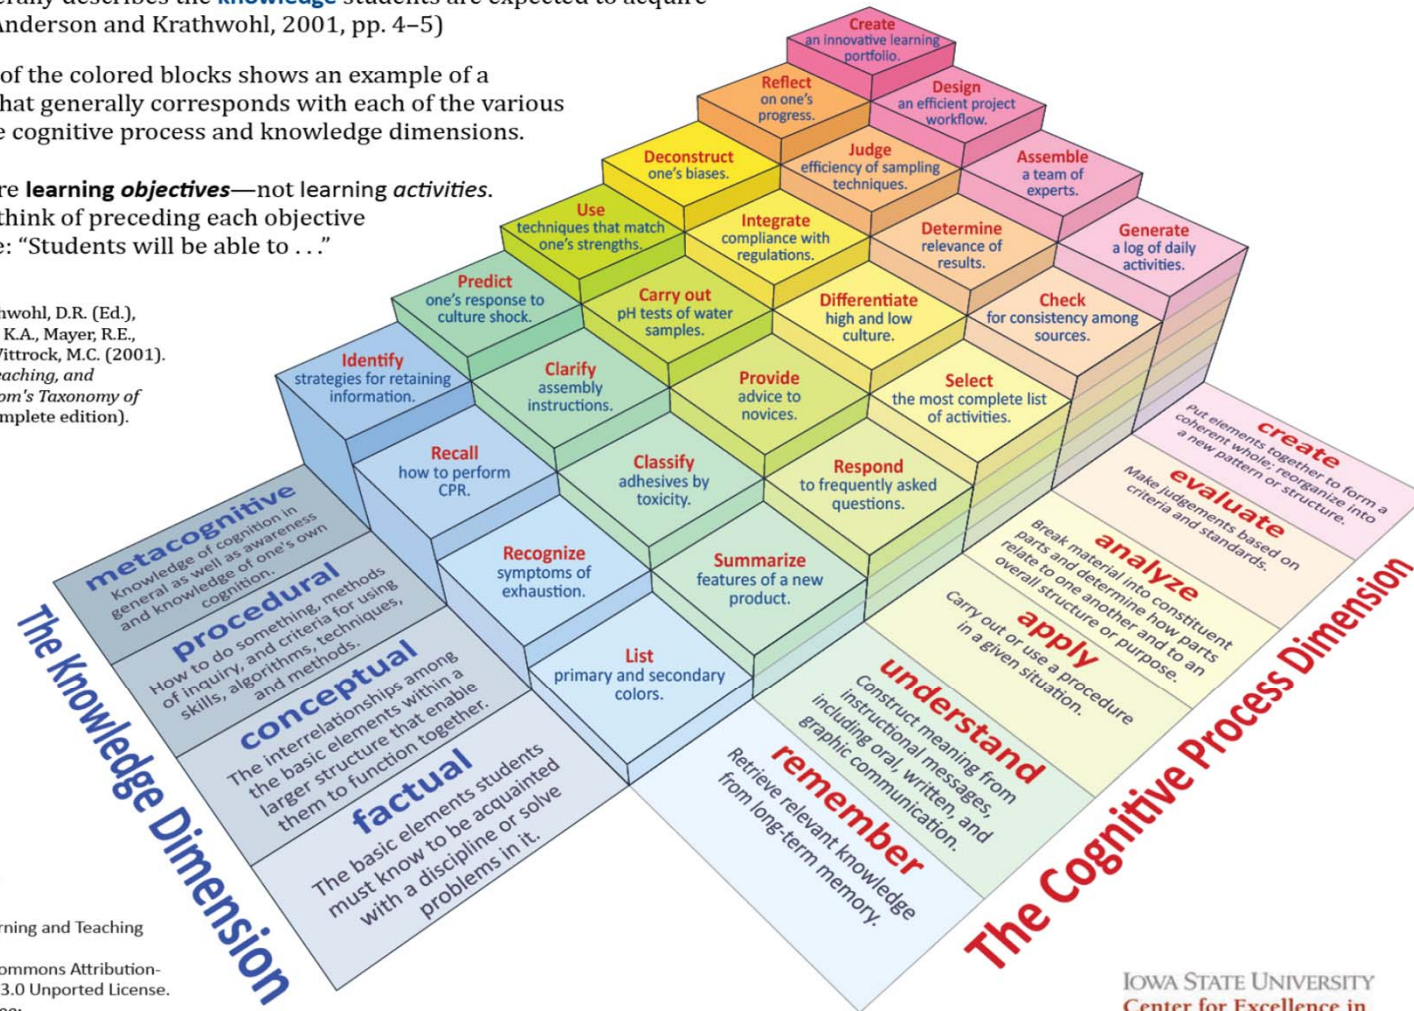 knowledge students are expected to acquire
Anderson and Krathwohl, 2001, pp. 4–5)
of the colored blocks shows an example of a
that generally corresponds with each of the various
cognitive process and knowledge dimensions.
learning objectives—not learning activities.
think of preceding each objective
"Students will be able to . . ."
D.R. (Ed.),
K.A., Mayer, R.E.,
M.C. (2001).
and
Taxonomy of
edition).
Create
an innovative learning
portfolio.
Reflect
on one's
progress.
Design
an efficient project
workflow.
Deconstruct
one's biases.
Judge
efficiency of sampling
techniques.
Assemble
a team of
experts.
Use
techniques that match
one's strengths.
Integrate
compliance with
regulations.
Determine
relevance of
results.
Generate
a log of daily
activities.
Predict
one's response to
culture shock.
Carry out
pH tests of water
samples.
Differentiate
high and low
culture.
Check
for consistency among
sources.
Identify
strategies for retaining
information.
Clarify
assembly
instructions.
Provide
advice to
novices.
Select
the most complete list
of activities.
Recall
how to perform
CPR.
Classify
adhesives by
toxicity.
Respond
to frequently asked
questions.
Recognize
symptoms of
exhaustion.
Summarize
features of a new
product.
List
primary and secondary
colors.
metacognitive
Knowledge of cognition in
general as well as awareness
and knowledge of one's own
cognition.
procedural
How to do something, methods
of inquiry, and criteria for using
skills, algorithms, techniques,
and methods.
conceptual
The interrelationships among
the basic elements within a
larger structure that enable
them to function together.
factual
The basic elements students
must know to be acquainted
with a discipline or solve
problems in it.
The Knowledge Dimension
create
Put elements together to form a
coherent whole; reorganize into
a new pattern or structure.
evaluate
Make judgements based on
criteria and standards.
analyze
Break material into constituent
parts and determine how parts
relate to one another and to an
overall structure or purpose.
apply
Carry out or use a procedure
in a given situation.
understand
Construct meaning from
instructional messages,
including oral, written, and
graphic communication.
remember
Retrieve relevant knowledge
from long-term memory.
The Cognitive Process Dimension
and Teaching
Attribution-
3.0 Unported License.
IOWA STATE UNIVERSITY
Center for Excellence in